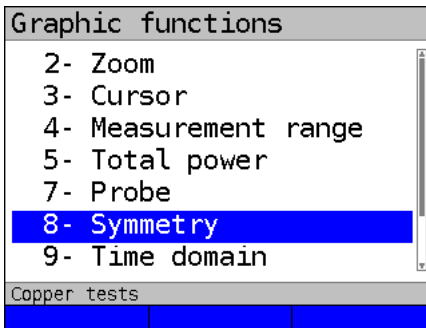 Graphic functions
2- Zoom
3- Cursor
4- Measurement range
5- Total power
7- Probe
8- Symmetry
9- Time domain
Copper tests